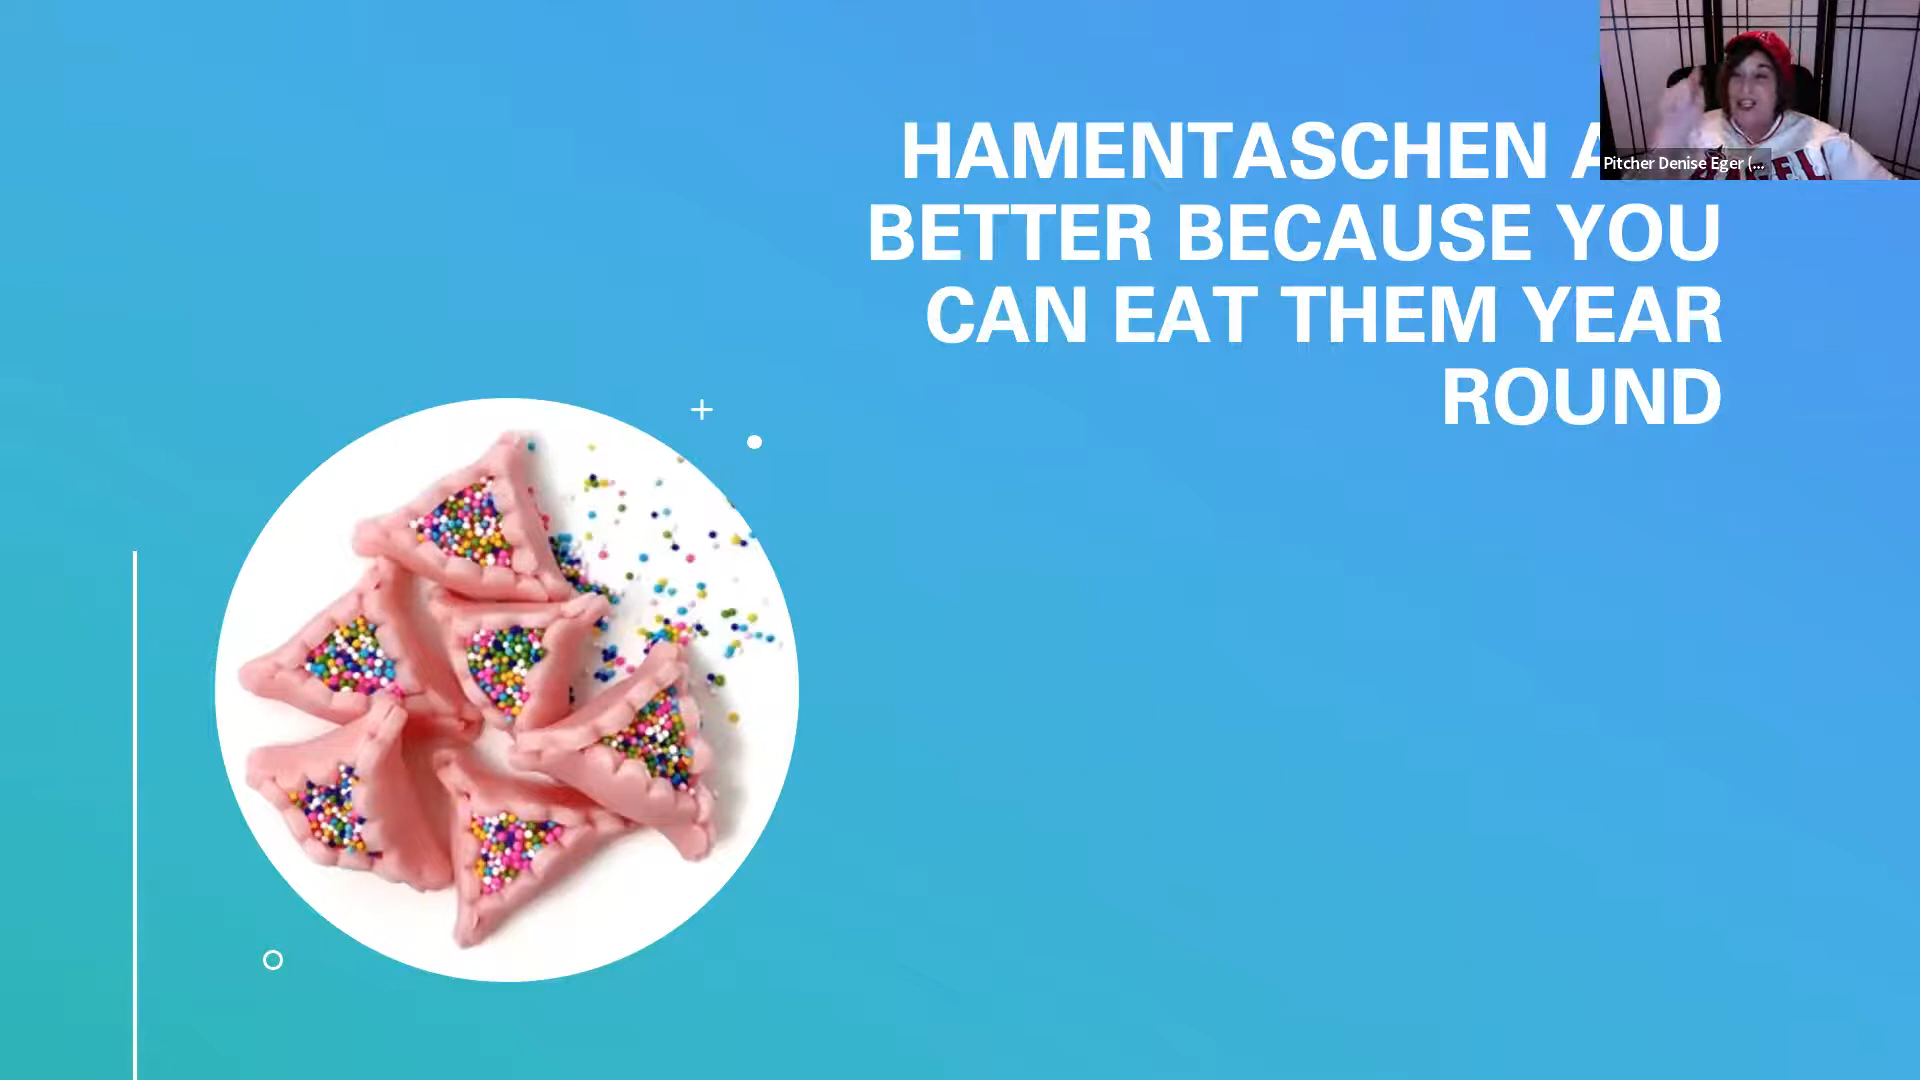 HAMENTASCHEN
BETTER BECAUSE YOU
CAN EAT THEM YEAR
ROUND
Pitcher Denise Eger (...